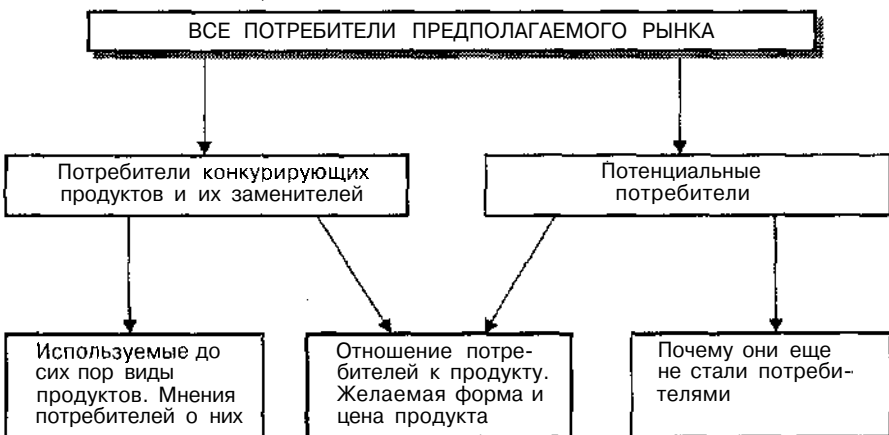 ВСЕ ПОТРЕБИТЕЛИ ПРЕДПОЛАГАЕМОГО РЫНКА
Потребители конкурирующих
продуктов и их заменителей
Потенциальные
потребители
Используемые до
сих пор виды
продуктов. Мнения
потребителей о них
Отношение потре-
бителей к продукту.
Желаемая форма и
цена продукта
Почему они еще
не стали потреби-
телями